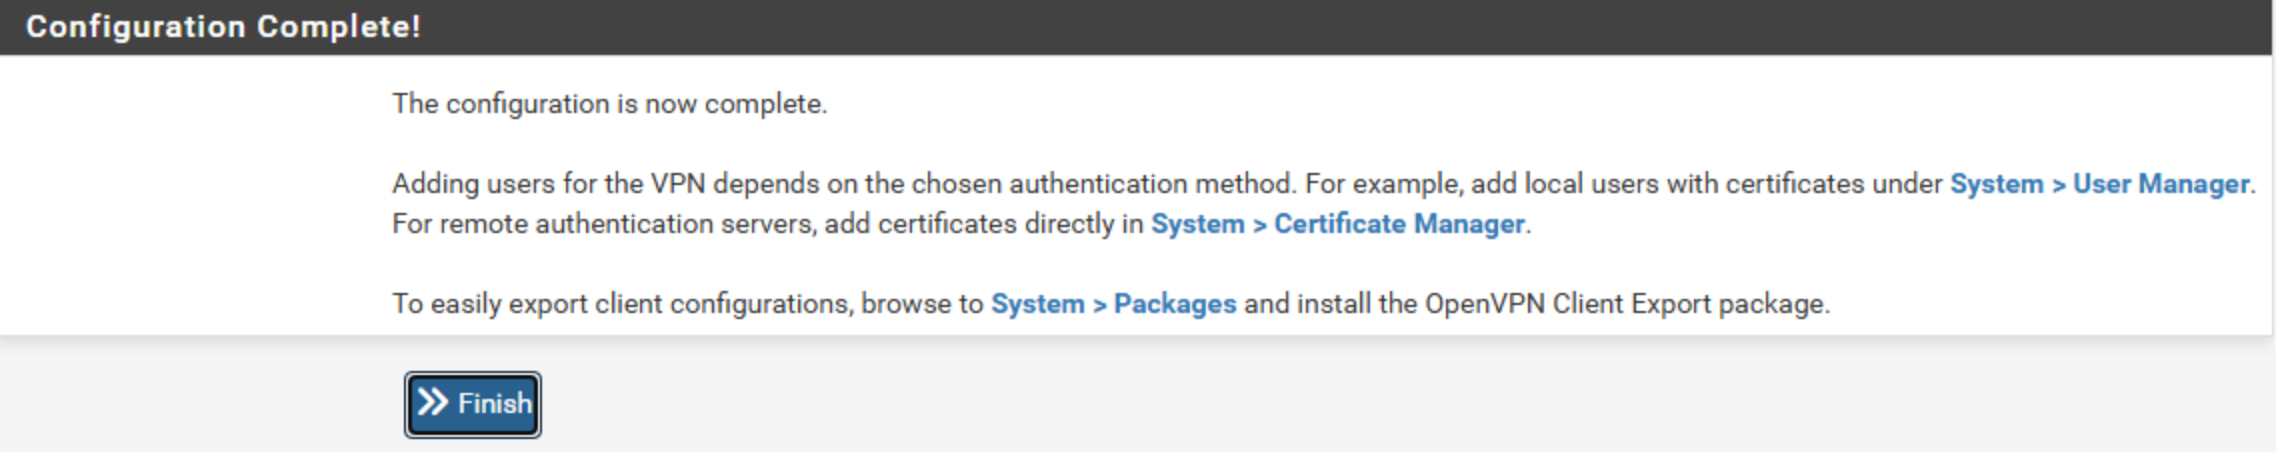 Configuration Complete!
The configuration is now complete.
Adding users for the VPN depends on the chosen authentication method. For example, add local users with certificates under System > User Manager.
For remote authentication servers, add certificates directly in System > Certificate Manager.
To easily export client configurations, browse to System > Packages and install the OpenVPN Client Export package.
Finish